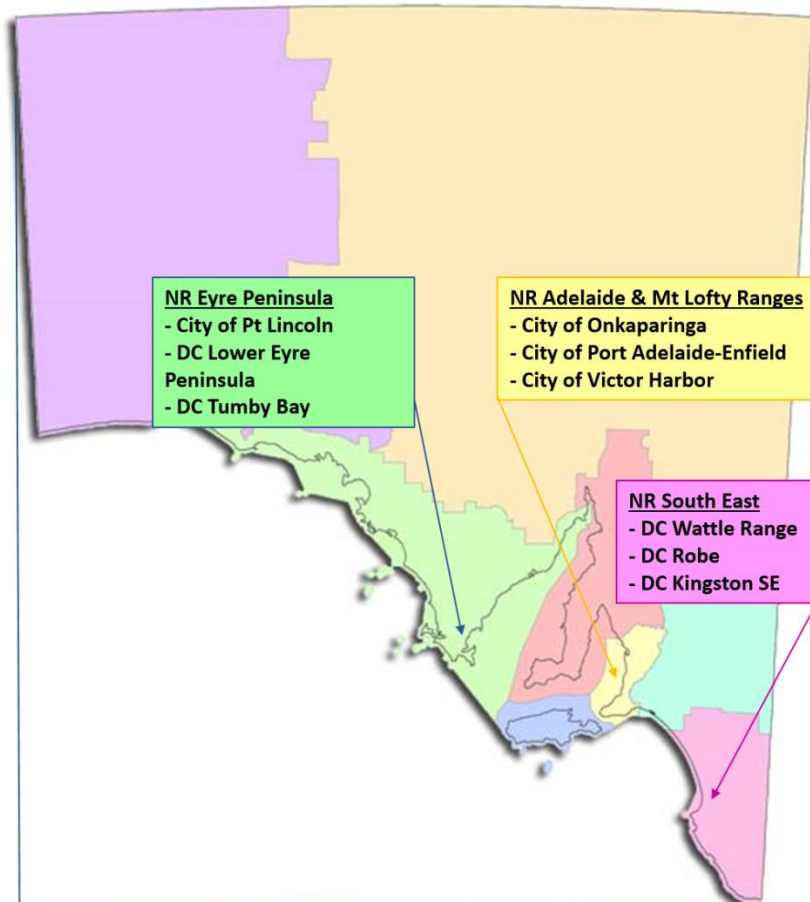 NR Eyre Peninsula
- City of Pt Lincoln
- DC Lower Eyre
Peninsula
- DC Tumby Bay
NR Adelaide & Mt Lofty Ranges
- City of Onkaparinga
- City of Port Adelaide-Enfield
- City of Victor Harbor
NR South East
- DC Wattle Range
- DC Robe
- DC Kingston SE